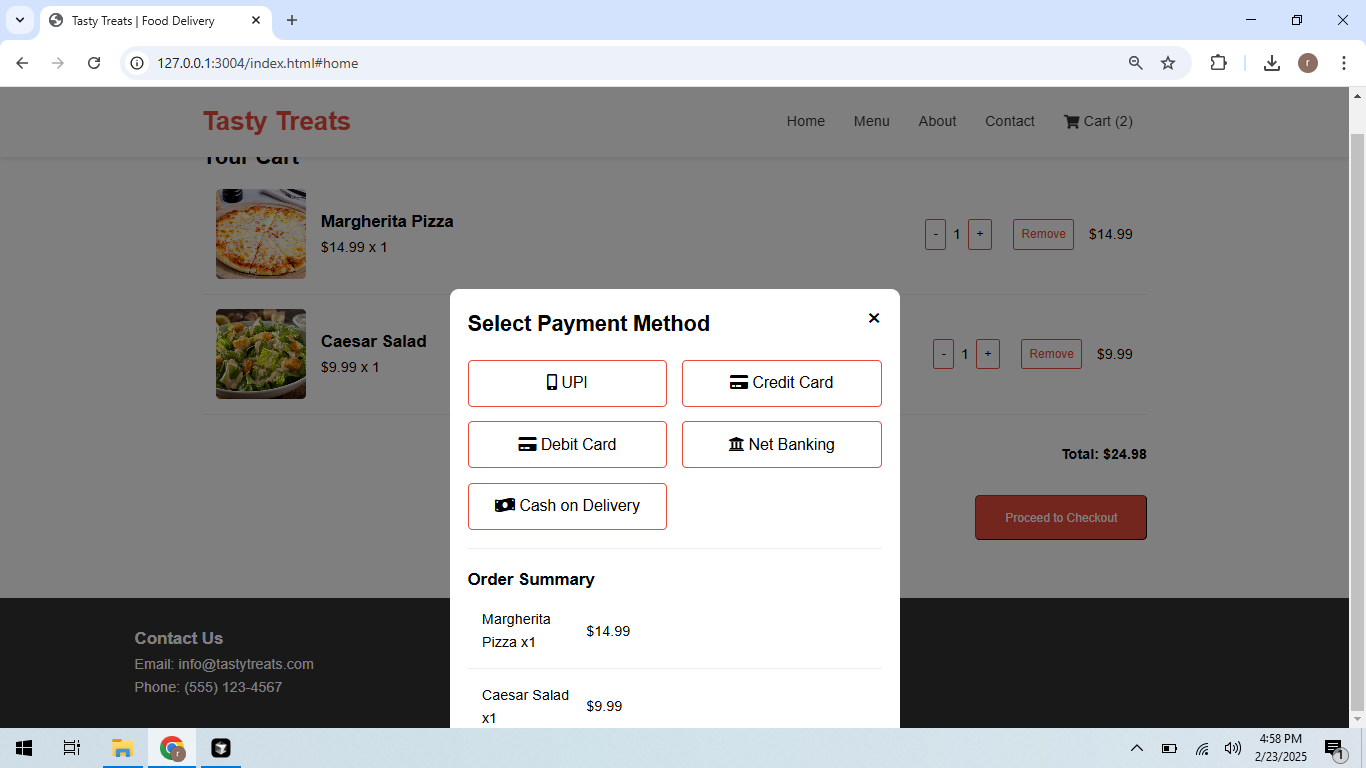 Tasty Treats | Food Delivery
127.0.0.1:3004/index.html#home
r
Tasty Treats
Home
Menu
About
Contact
Cart (2)
Your Cart
Margherita Pizza
$14.99 x 1
-
1
+
Remove
$14.99
Caesar Salad
$9.99 x 1
-
1
+
Remove
$9.99
Total: $24.98
Proceed to Checkout
Select Payment Method
UPI
Credit Card
Debit Card
Net Banking
Cash on Delivery
Order Summary
Margherita
Pizza x1
$14.99
Caesar Salad
x1
$9.99
Contact Us
Email: info@tastytreats.com
Phone: (555) 123-4567
r
4:58 PM
2/23/2025
1